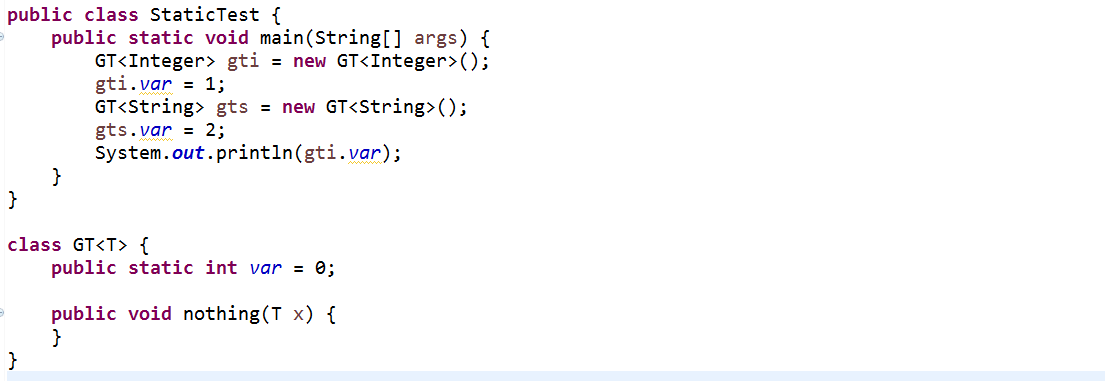 public class StaticTest {
    public static void main(String[] args) {
        GT<Integer> gti = new GT<Integer>();
        gti.var = 1;
        GT<String> gts = new GT<String>();
        gts.var = 2;
        System.out.println(gti.var);
    }
}

class GT<T> {
    public static int var = 0;

    public void nothing(T x) {
    }
}